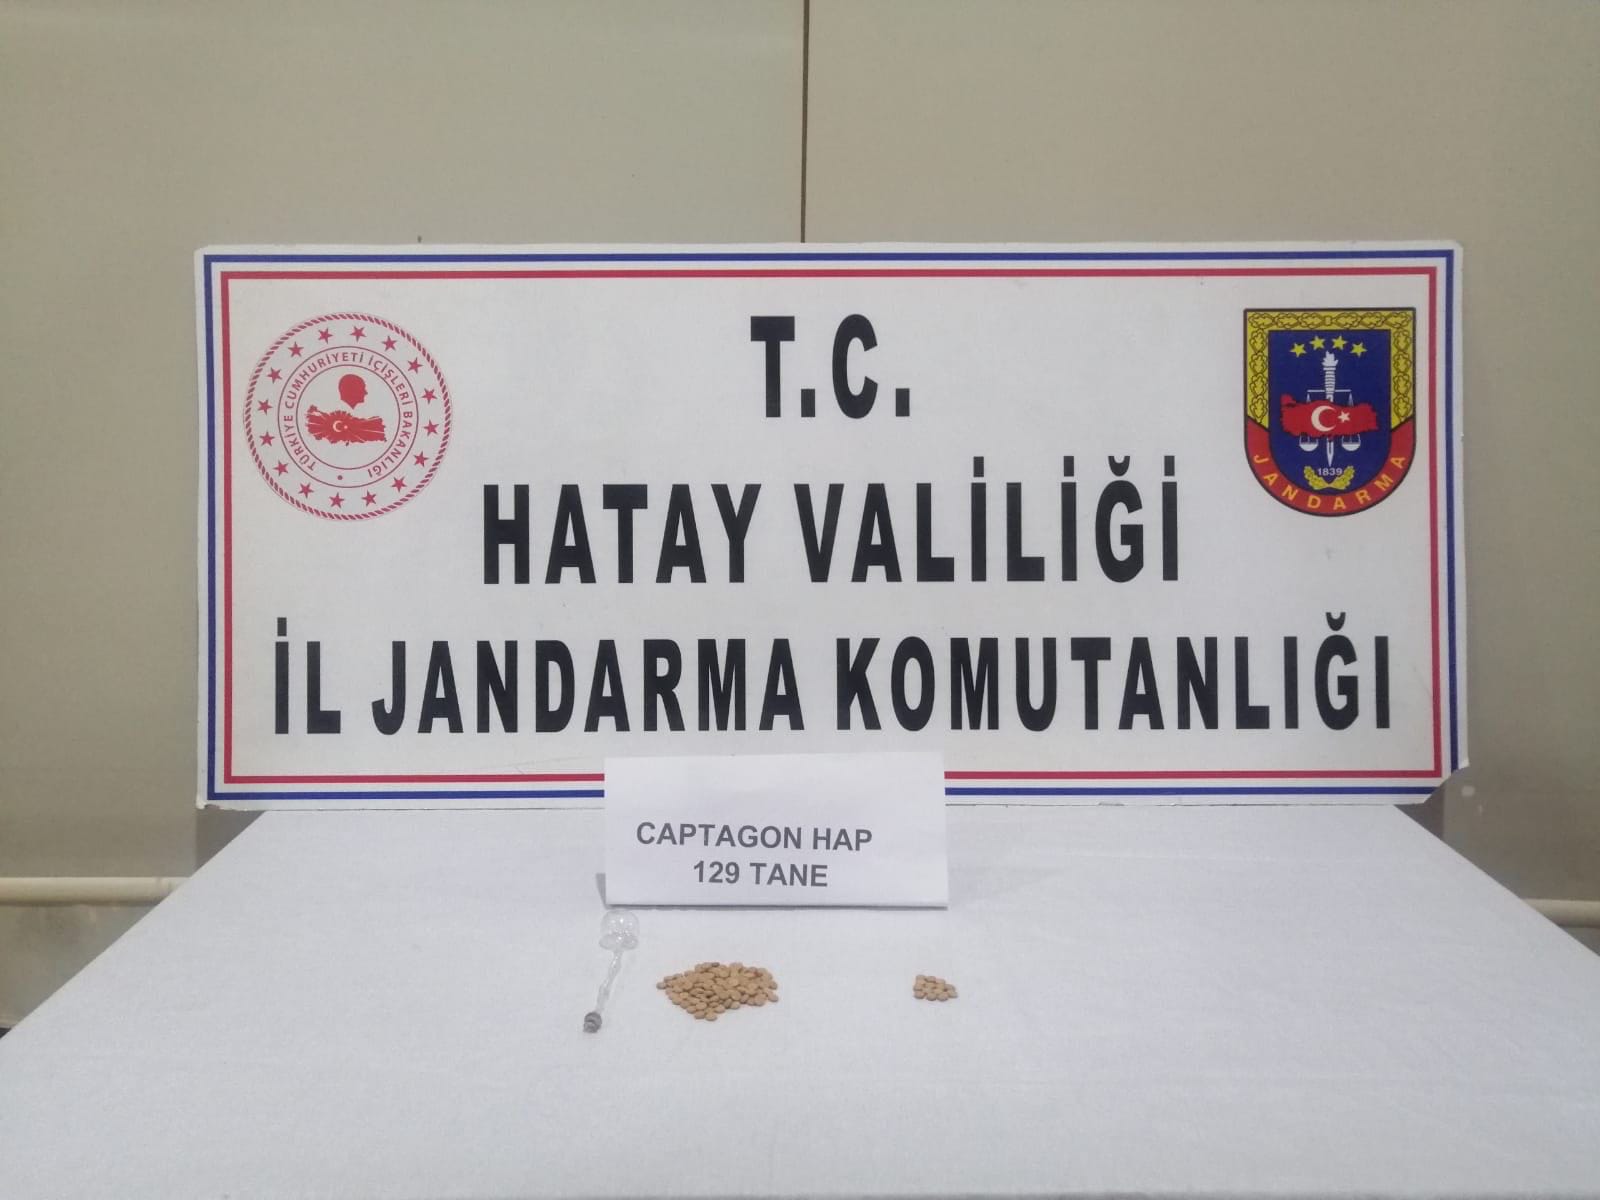 T.C.
HATAY VALİLİĞİ
İL JANDARMA KOMUTANLIĞI
TÜRKİYE CUMHURİYETİ İÇİŞLERİ BAKANLIĞI
1839
JANDARMA
CAPTAGON HAP
129 TANE